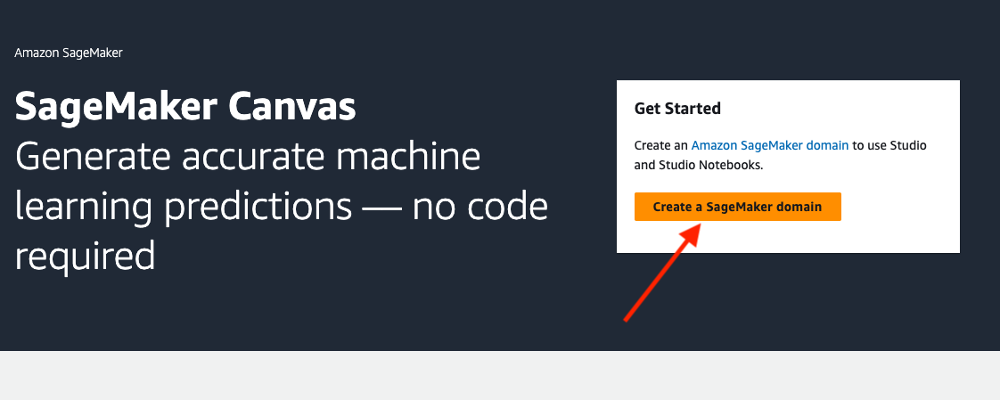 Amazon SageMaker
SageMaker Canvas
Generate accurate machine
learning predictions — no code
required
Get Started
Create an Amazon SageMaker domain to use Studio
and Studio Notebooks.
Create a SageMaker domain